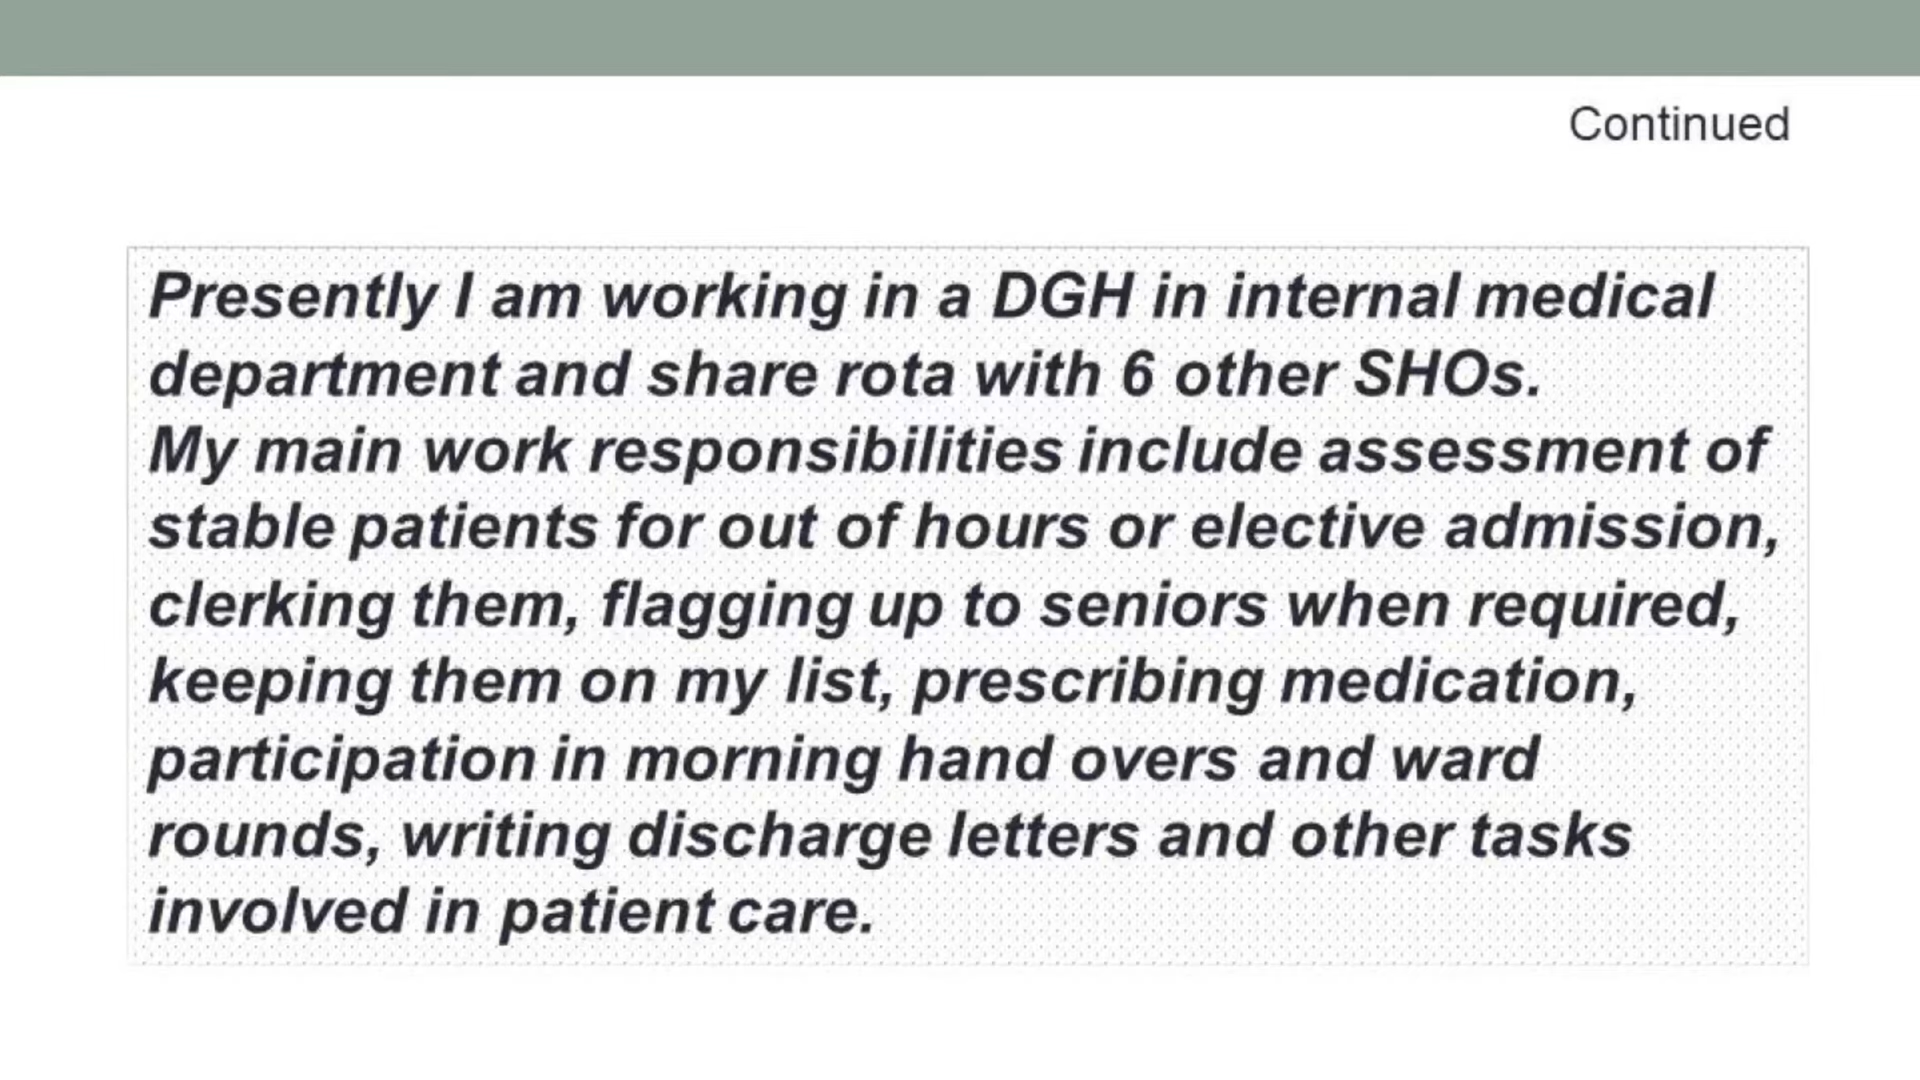 Continued
Presently I am working in a DGH in internal medical
department and share rota with 6 other SHOs.
My main work responsibilities include assessment of
stable patients for out of hours or elective admission,
clerking them, flagging up to seniors when required,
keeping them on my list, prescribing medication,
participation in morning hand overs and ward
rounds, writing discharge letters and other tasks
involved in patient care.